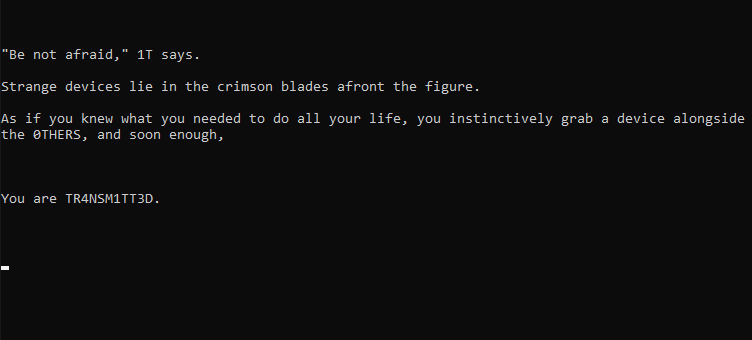 "Be not afraid," 1T says.
Strange devices lie in the crimson blades afront the figure.
As if you knew what you needed to do all your life, you instinctively grab a device alongside
the 0THERS, and soon enough,
You are TR4NSM1TT3D.